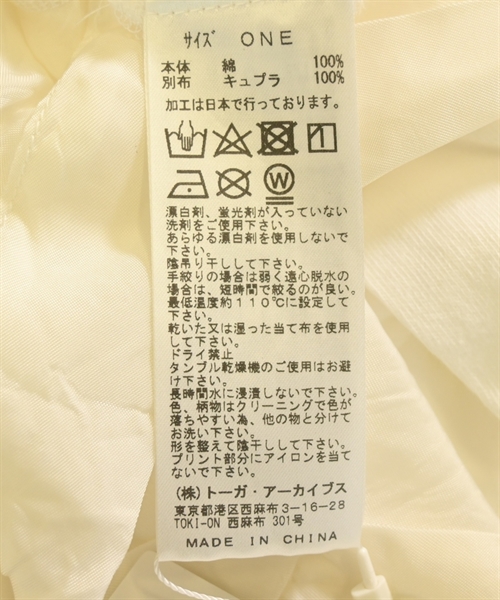 サイズ ONE
本体 綿 100%
別布 キュプラ 100%
加工は日本で行っております。
W
漂白剤、蛍光剤が入っていない
洗剤をご使用下さい。
あらゆる漂白剤を使用しないで
下さい。
陰吊り干しして下さい。
手絞りの場合は弱く遠心脱水の
場合は、短時間で絞るのが良い。
最低温度約110℃に設定して
下さい。
乾いた又は湿った当て布を使用
して下さい。
ドライ禁止
タンブル乾燥機のご使用はお避
け下さい。
長時間水に浸漬しないで下さい。
色、柄物はクリーニングで色が
落ちやすい為、他の物と分けて
お洗い下さい。
形を整えて陰干しして下さい。
プリント部分にアイロンを当て
ないで下さい。
(株)トーガ・アーカイブス
東京都港区西麻布 3-16-28
TOKI-ON 西麻布 301号
MADE IN CHINA